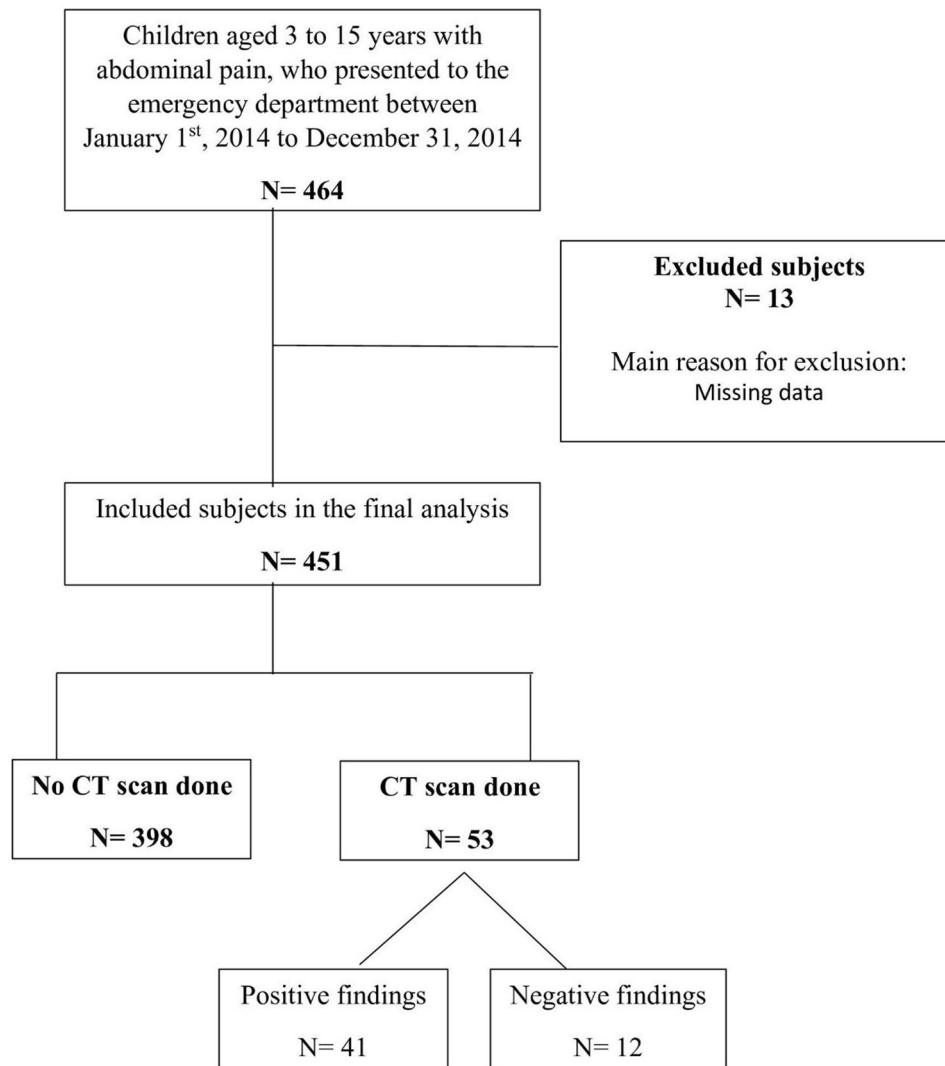 Children aged 3 to 15 years with
abdominal pain, who presented to the
emergency department between
January 1st, 2014 to December 31, 2014
N= 464
Excluded subjects
N= 13
Main reason for exclusion:
Missing data
Included subjects in the final analysis
N= 451
No CT scan done
N= 398
CT scan done
N= 53
Positive findings
N= 41
Negative findings
N= 12